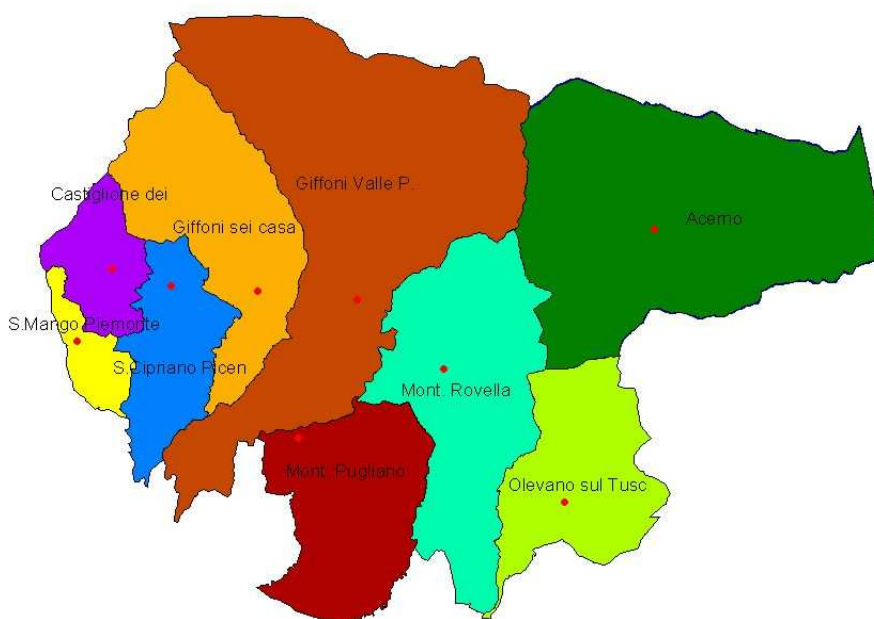 Giffoni Valle P.
Castiglione dei
Acerno
Giffoni sei casa
S.Mango Piemonte
S.Cipriano Picen
Mont. Rovella
Mont. Pugliano
Olevano sul Tusc